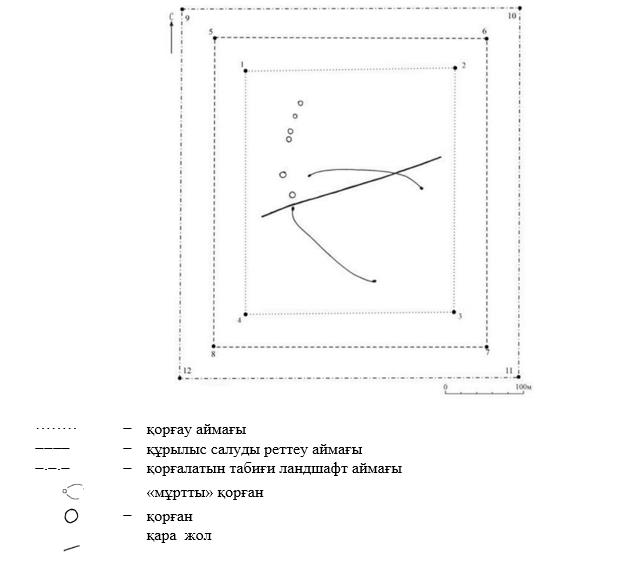 С
9
10
5
6
1
2
4
3
8
7
12
11
0 100м
........ – қорғау аймағы
–––– – құрылыс салуды реттеу аймағы
–.–.– – қорғалатын табиғи ландшафт аймағы
«мұртты» қорған
– қорған
қара жол